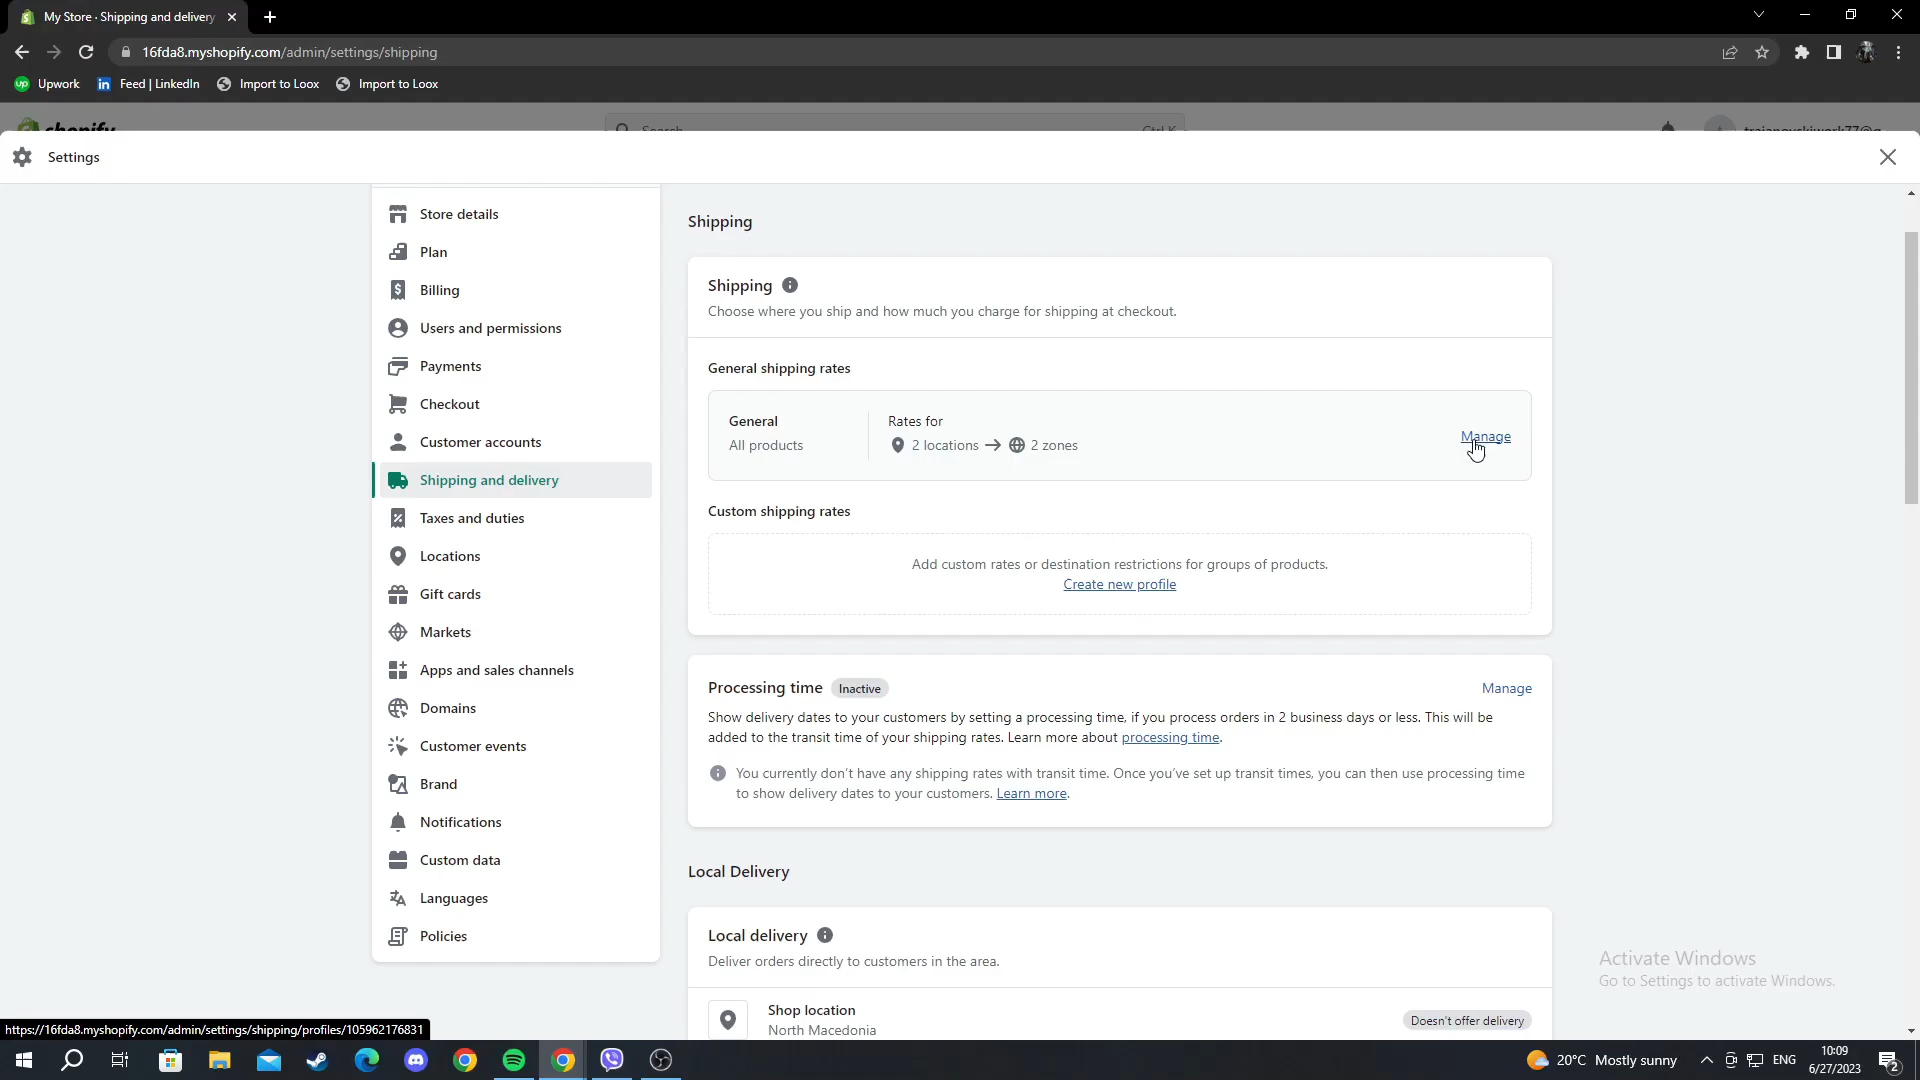 My Store · Shipping and delivery
16fda8.myshopify.com/admin/settings/shipping
Upwork
Feed | LinkedIn
Import to Loox
Import to Loox
shopify
Search
Ctrl K
Settings
Store details
Plan
Billing
Users and permissions
Payments
Checkout
Customer accounts
Shipping and delivery
Taxes and duties
Locations
Gift cards
Markets
Apps and sales channels
Domains
Customer events
Brand
Notifications
Custom data
Languages
Policies
Shipping
Shipping
Choose where you ship and how much you charge for shipping at checkout.
General shipping rates
General
All products
Rates for
2 locations → 2 zones
Manage
Custom shipping rates
Add custom rates or destination restrictions for groups of products.
Create new profile
Processing time Inactive
Manage
Show delivery dates to your customers by setting a processing time, if you process orders in 2 business days or less. This will be
added to the transit time of your shipping rates. Learn more about processing time.
You currently don't have any shipping rates with transit time. Once you've set up transit times, you can then use processing time
to show delivery dates to your customers. Learn more.
Local Delivery
Local delivery
Deliver orders directly to customers in the area.
Shop location
North Macedonia
Doesn't offer delivery
Activate Windows
Go to Settings to activate Windows.
https://16fda8.myshopify.com/admin/settings/shipping/profiles/105962176831
20°C Mostly sunny
ENG
10:09
6/27/2023
2